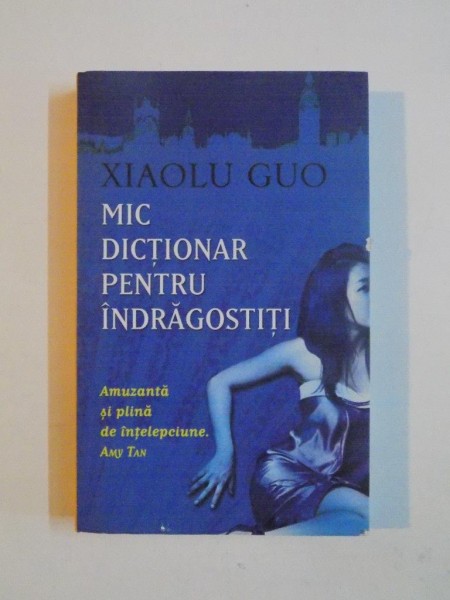 XIAOLU GUO
MIC
DICȚIONAR
PENTRU
ÎNDRĂGOSTIȚI
Amuzantă
și plină
de înțelepciune.
AMY TAN